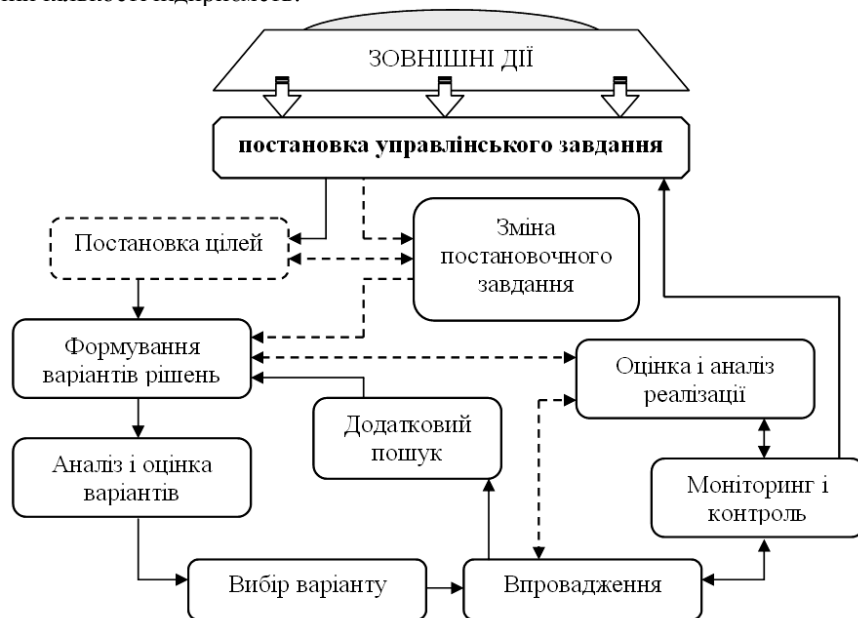 ЗОВНІШНІ ДІЇ
постановка управлінського завдання
Постановка цілей
Зміна
постановочного
завдання
Формування
варіантів рішень
Оцінка і аналіз
реалізації
Додатковий
пошук
Аналіз і оцінка
варіантів
Моніторинг і
контроль
Вибір варіанту
Впровадження